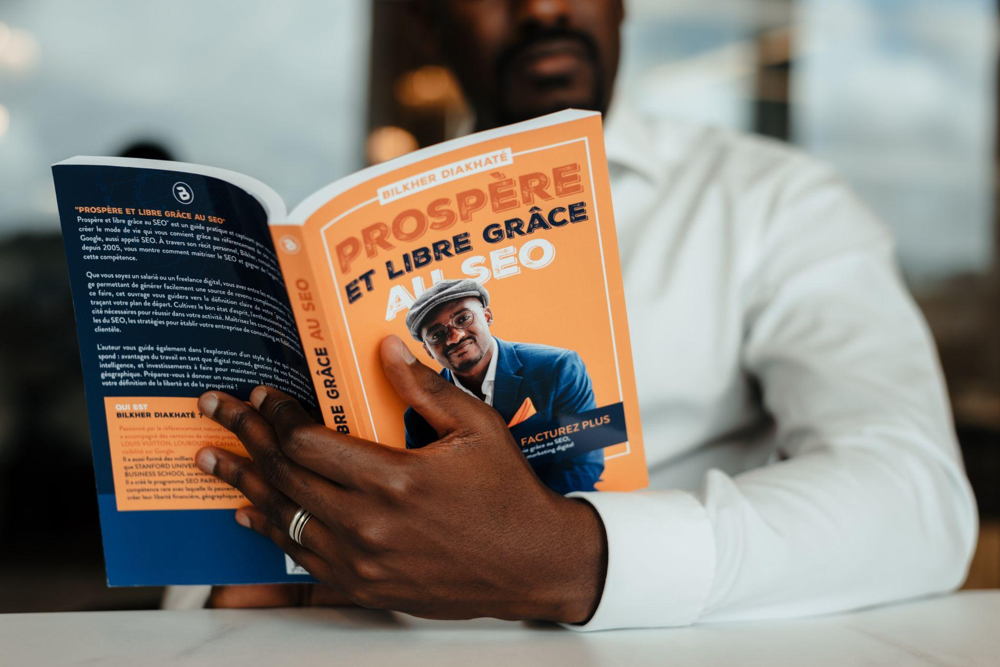 "PROSPÈRE ET LIBRE GRÂCE AU SEO"
Prospère et libre grâce au SEO" est un guide pratique et captivant pour
créer le mode de vie qui vous convient grâce au référencement
Google, aussi appelé SEO. À travers son récit personnel, Bilkher,
depuis 2005, vous montre comment maîtriser le SEO et gagner de l'argent
cette compétence.
Que vous soyez un salarié ou un freelance digital, vous avez entre les mains
ge permettant de générer facilement une source de revenu complémentaire.
ce faire, cet ouvrage vous guidera vers la définition claire de votre "pourquoi"
traçant votre plan de départ. Cultivez le bon état d'esprit, l'enthousiasme et la
cité nécessaires pour réussir dans votre activité. Maîtrisez les compétences
les du SEO, les stratégies pour établir votre entreprise de consulting et fidélisez
clientèle.
L'auteur vous guide également dans l'exploration d'un style de vie qui vous
spond : avantages du travail en tant que digital nomad, gestion de vos finances
intelligence, et investissements à faire pour maintenir votre liberté financière
géographique. Préparez-vous à donner un nouveau sens à votre carrière pour
votre définition de la liberté et de la prospérité !
QUI EST
BILKHER DIAKHATÉ ?
Passionné par le référencement naturel
a accompagné des centaines de clients
LOUIS VUITTON, LOUBOUTIN, CANAL+
visibilité sur Google.
Il a aussi formé des milliers
que STANFORD UNIVER
BUSINESS SCHOOL ou
Il a créé le programme SEO PARETO
compétence rare avec laquelle ils peuvent
créer leur liberté financière, géographique et
BRE GRÂCE AU SEO
BILKHER DIAKHATÉ
PROSPÈRE
ET LIBRE GRÂCE
AU SEO
FACTUREZ PLUS
vie grâce au SEO,
marketing digital